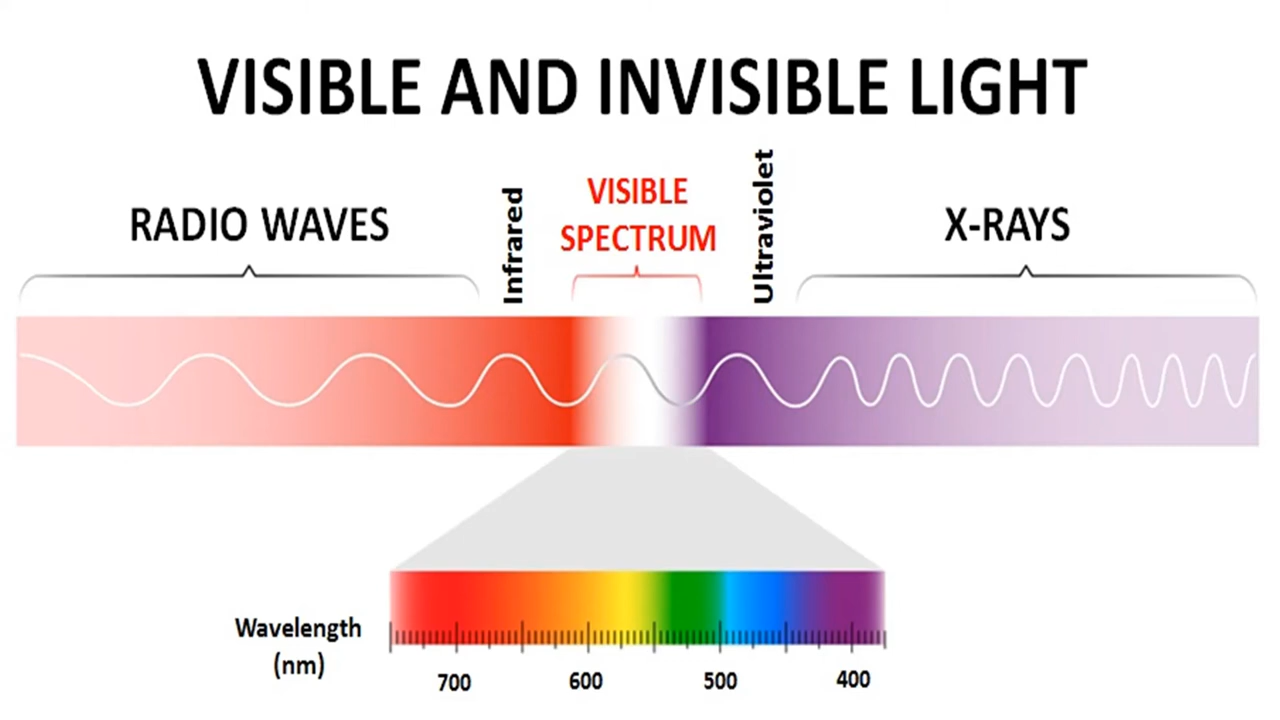 VISIBLE AND INVISIBLE LIGHT
RADIO WAVES
Infrared
VISIBLE
SPECTRUM
Ultraviolet
X-RAYS
Wavelength
(nm)
700 600 500 400